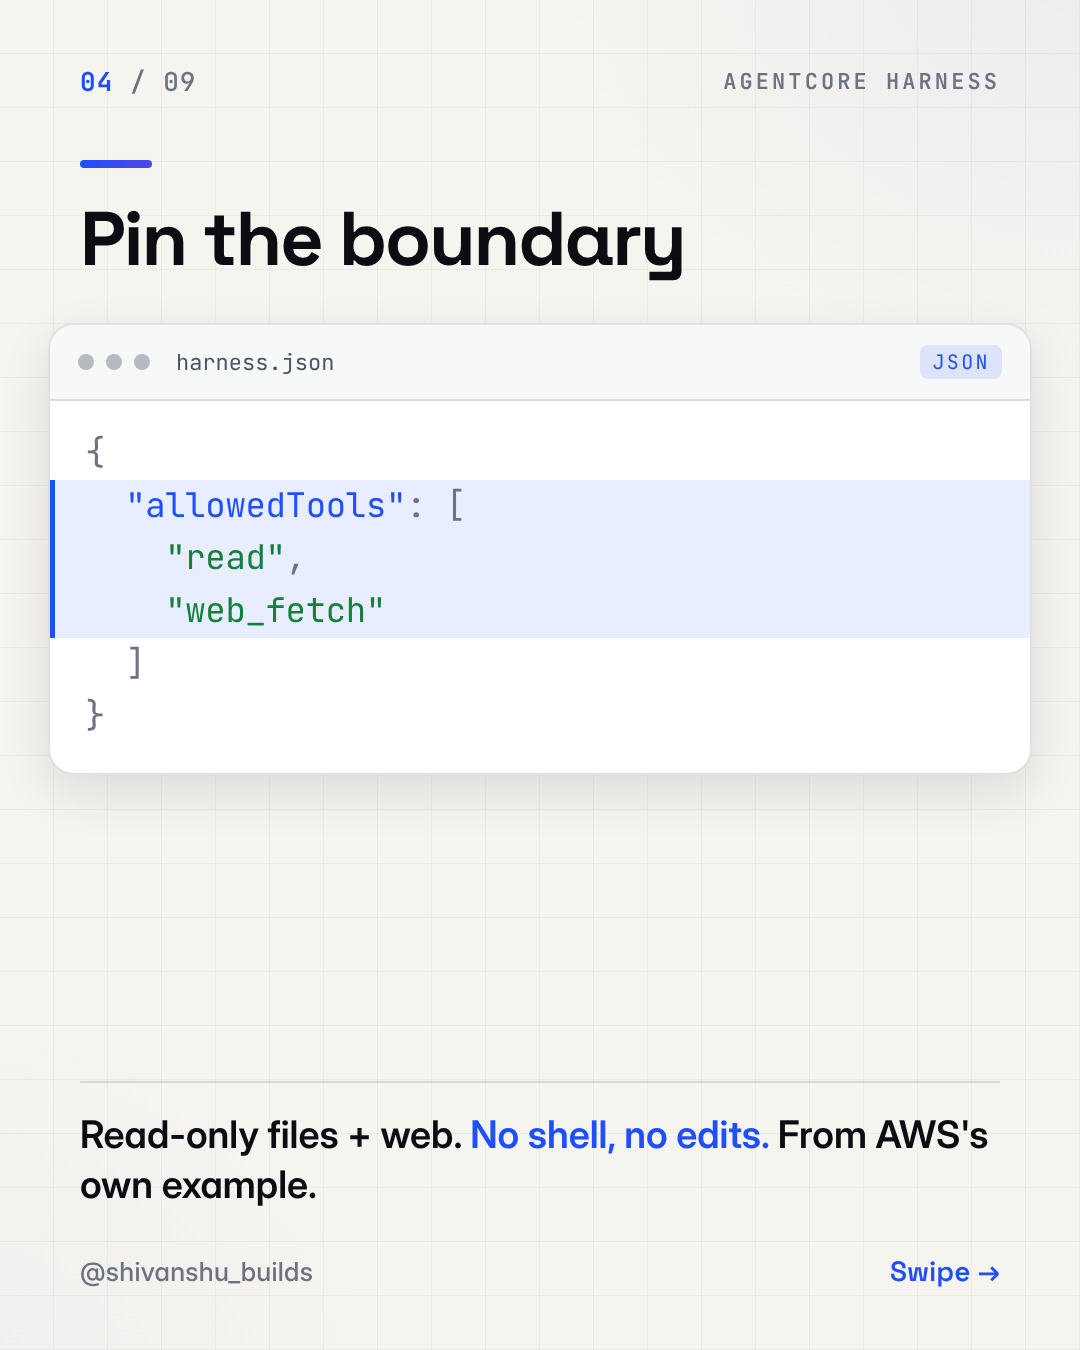 04 / 09
AGENTCORE HARNESS
Pin the boundary
harness.json
JSON
{
"allowedTools": [
"read",
"web_fetch"
]
}
Read-only files + web. No shell, no edits. From AWS's
own example.
@shivanshu_builds
Swipe →